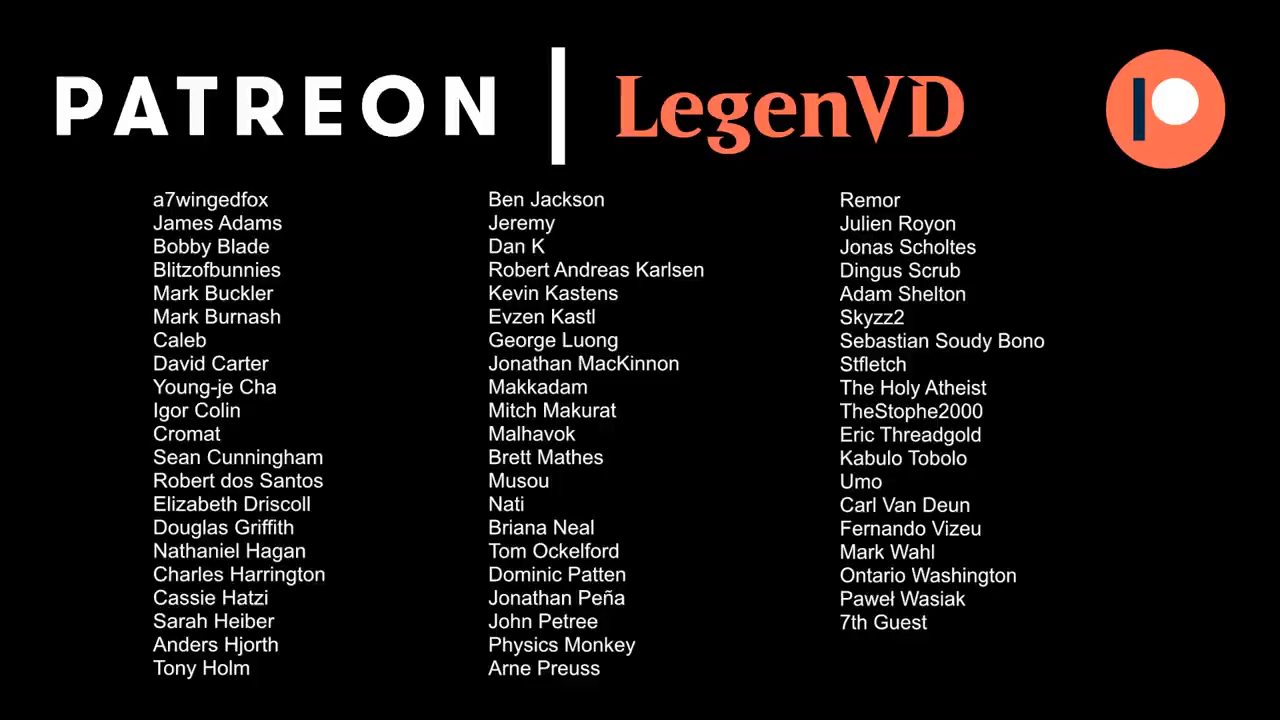 PATREON | LegenVD
a7wingedfox
James Adams
Bobby Blade
Blitzofbunnies
Mark Buckler
Mark Burnash
Caleb
David Carter
Young-je Cha
Igor Colin
Cromat
Sean Cunningham
Robert dos Santos
Elizabeth Driscoll
Douglas Griffith
Nathaniel Hagan
Charles Harrington
Cassie Hatzi
Sarah Heiber
Anders Hjorth
Tony Holm
Ben Jackson
Jeremy
Dan K
Robert Andreas Karlsen
Kevin Kastens
Evzen Kastl
George Luong
Jonathan MacKinnon
Makkadam
Mitch Makurat
Malhavok
Brett Mathes
Musou
Nati
Briana Neal
Tom Ockelford
Dominic Patten
Jonathan Peña
John Petree
Physics Monkey
Arne Preuss
Remor
Julien Royon
Jonas Scholtes
Dingus Scrub
Adam Shelton
Skyzz2
Sebastian Soudy Bono
Stfletch
The Holy Atheist
TheStophe2000
Eric Threadgold
Kabulo Tobolo
Umo
Carl Van Deun
Fernando Vizeu
Mark Wahl
Ontario Washington
Paweł Wasiak
7th Guest